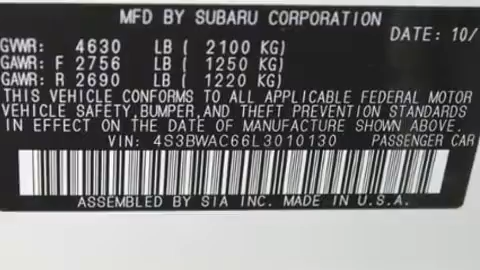 MFD BY SUBARU CORPORATION
DATE: 10/
GVWR: 4630 LB ( 2100 KG)
GAWR: F 2756 LB ( 1250 KG)
GAWR: R 2690 LB ( 1220 KG)
THIS VEHICLE CONFORMS TO ALL APPLICABLE FEDERAL MOTOR
VEHICLE SAFETY, BUMPER, AND THEFT PREVENTION STANDARDS
IN EFFECT ON THE DATE OF MANUFACTURE SHOWN ABOVE.
VIN: 4S3BWAC66L3010130 PASSENGER CAR
ASSEMBLED BY SIA INC. MADE IN U.S.A.